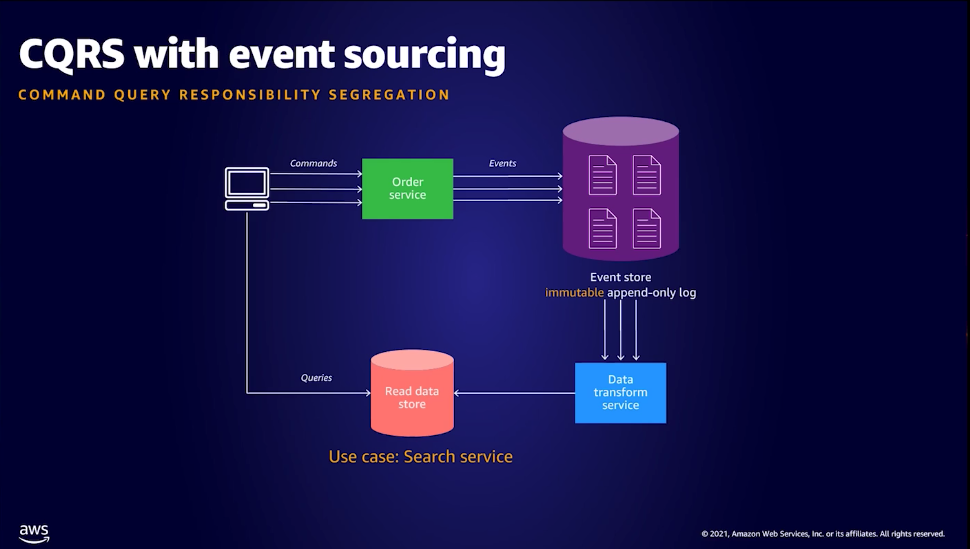 CQRS with event sourcing
COMMAND QUERY RESPONSIBILITY SEGREGATION
Commands
Order
service
Events
Event store
immutable append-only log
Queries
Read data
store
Data
transform
service
Use case: Search service
aws
© 2021, Amazon Web Services, Inc. or its affiliates. All rights reserved.